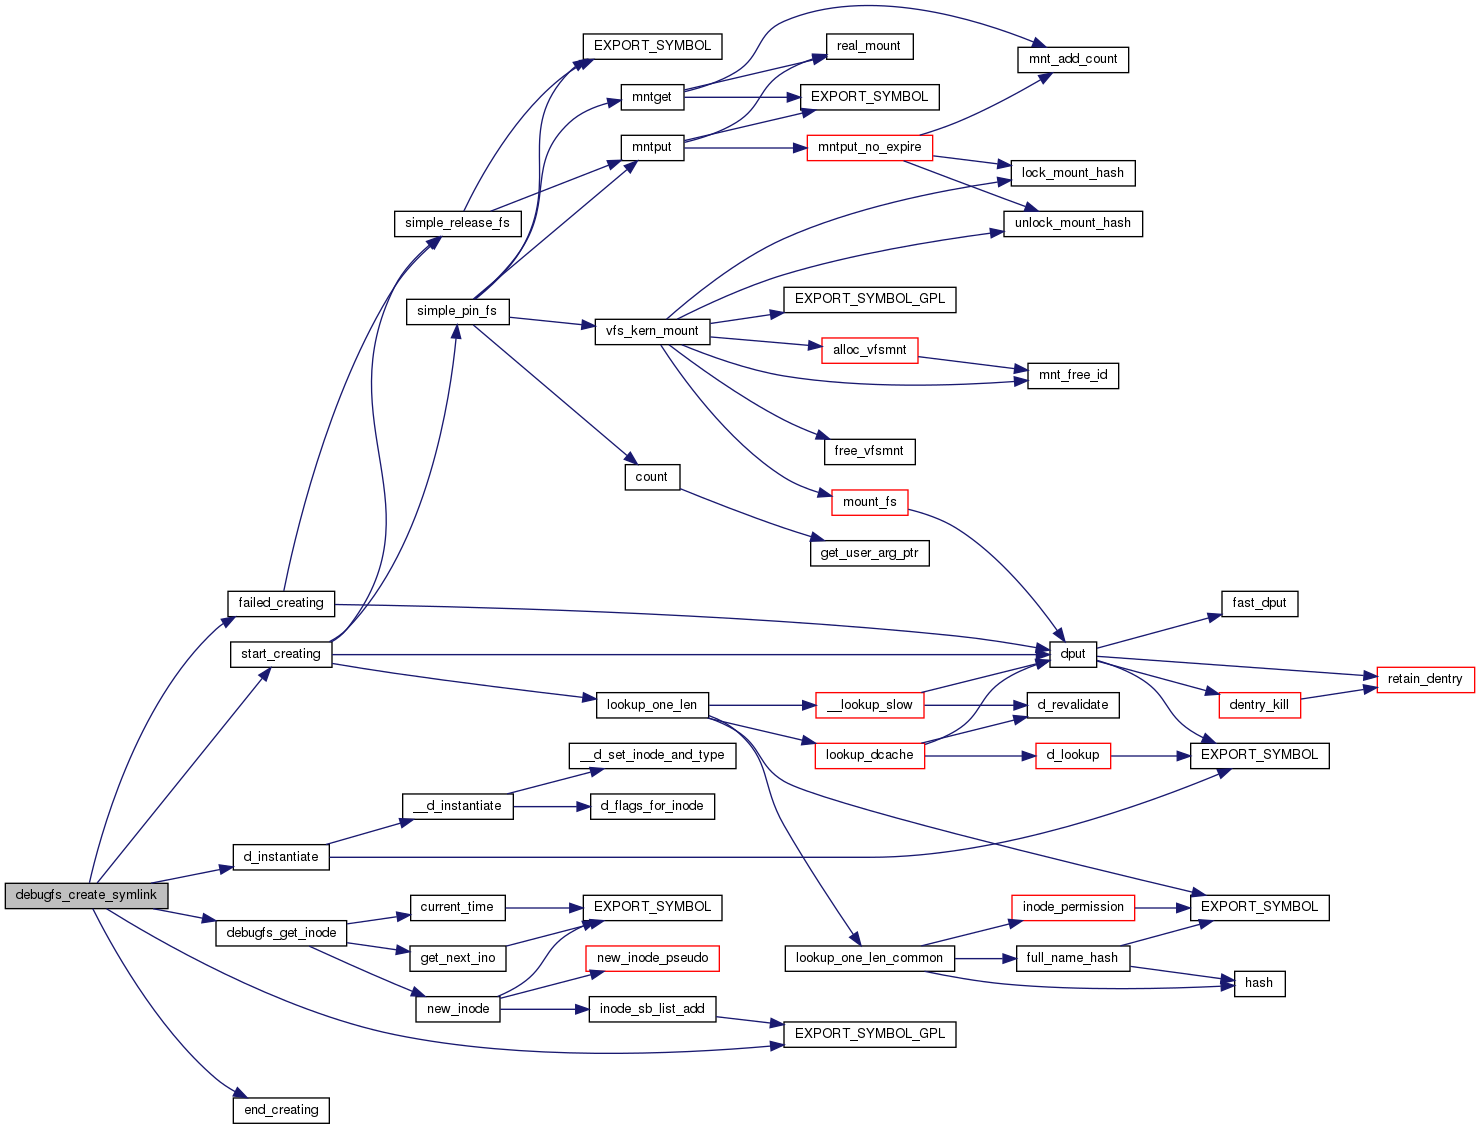 EXPORT_SYMBOL
real_mount
mnt_add_count
mntget
EXPORT_SYMBOL
mntput
mntput_no_expire
lock_mount_hash
simple_release_fs
unlock_mount_hash
EXPORT_SYMBOL_GPL
simple_pin_fs
vfs_kern_mount
alloc_vfsmnt
mnt_free_id
free_vfsmnt
count
mount_fs
get_user_arg_ptr
failed_creating
fast_dput
start_creating
dput
retain_dentry
lookup_one_len
__lookup_slow
d_revalidate
dentry_kill
__d_set_inode_and_type
lookup_dcache
d_lookup
EXPORT_SYMBOL
__d_instantiate
d_flags_for_inode
d_instantiate
debugfs_create_symlink
current_time
EXPORT_SYMBOL
inode_permission
EXPORT_SYMBOL
debugfs_get_inode
get_next_ino
new_inode_pseudo
lookup_one_len_common
full_name_hash
hash
new_inode
inode_sb_list_add
EXPORT_SYMBOL_GPL
end_creating